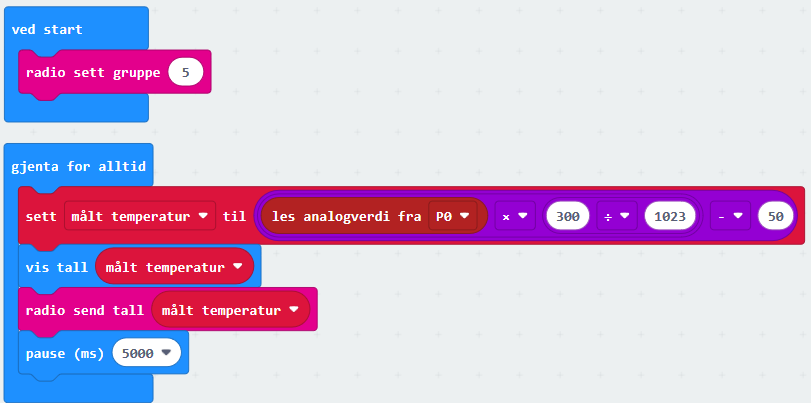 ved start
radio sett gruppe 5
gjenta for alltid
sett målt temperatur til les analogverdi fra P0 × 300 ÷ 1023 - 50
vis tall målt temperatur
radio send tall målt temperatur
pause (ms) 5000